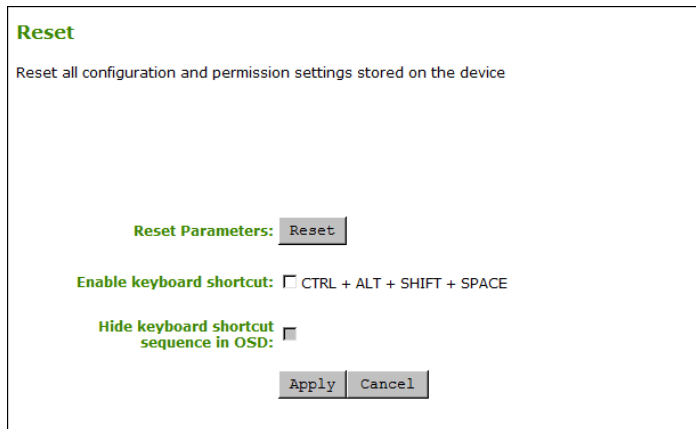 Reset
Reset all configuration and permission settings stored on the device
Reset Parameters: Reset
Enable keyboard shortcut: CTRL + ALT + SHIFT + SPACE
Hide keyboard shortcut
sequence in OSD:
Apply Cancel